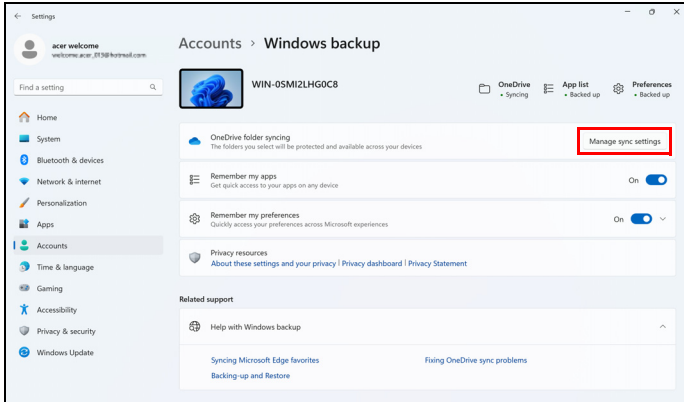 Settings
acer welcome
welcome.acer_015@hotmail.com
Find a setting
Home
System
Bluetooth & devices
Network & internet
Personalization
Apps
Accounts
Time & language
Gaming
Accessibility
Privacy & security
Windows Update
Accounts > Windows backup
WIN-0SMI2LHG0C8
OneDrive
• Syncing
App list
• Backed up
Preferences
• Backed up
OneDrive folder syncing
The folders you select will be protected and available across your devices
Manage sync settings
Remember my apps
Get quick access to your apps on any device
On
Remember my preferences
Quickly access your preferences across Microsoft experiences
On
Privacy resources
About these settings and your privacy | Privacy dashboard | Privacy Statement
Related support
Help with Windows backup
Syncing Microsoft Edge favorites
Fixing OneDrive sync problems
Backing-up and Restore